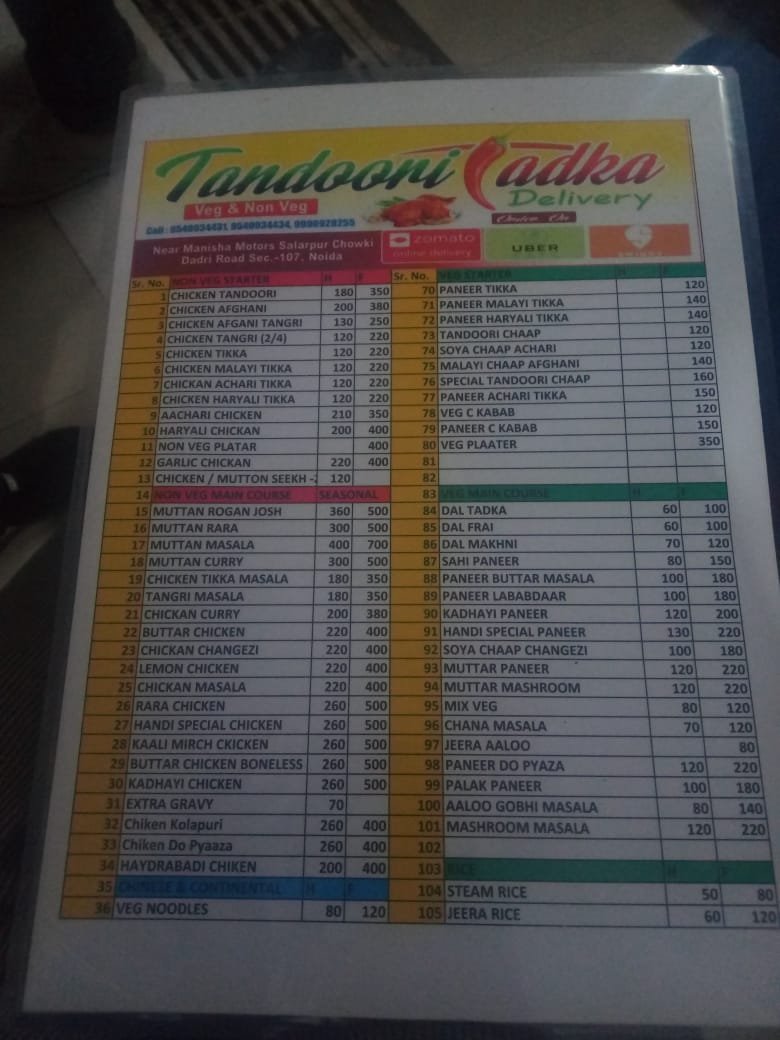 Tandoori Tadka
Delivery
Veg & Non Veg
Call : 9540934431, 9540934434, 9990928255
Order On
Near Manisha Motors Salarpur Chowki
Dadri Road Sec.-107, Noida
zomato
online delivery
UBER
SWIGGY
Sr. No. NON VEG STARTER H F
1 CHICKEN TANDOORI 180 350
2 CHICKEN AFGHANI 200 380
3 CHICKEN AFGANI TANGRI 130 250
4 CHICKEN TANGRI (2/4) 120 220
5 CHICKEN TIKKA 120 220
6 CHICKEN MALAYI TIKKA 120 220
7 CHICKAN ACHARI TIKKA 120 220
8 CHICKEN HARYALI TIKKA 120 220
9 AACHARI CHICKEN 210 350
10 HARYALI CHICKAN 200 400
11 NON VEG PLATAR 400
12 GARLIC CHICKAN 220 400
13 CHICKEN / MUTTON SEEKH -2 120
14 NON VEG MAIN COURSE SEASONAL
15 MUTTAN ROGAN JOSH 360 500
16 MUTTAN RARA 300 500
17 MUTTAN MASALA 400 700
18 MUTTAN CURRY 300 500
19 CHICKEN TIKKA MASALA 180 350
20 TANGRI MASALA 180 350
21 CHICKAN CURRY 200 380
22 BUTTAR CHICKEN 220 400
23 CHICKAN CHANGEZI 220 400
24 LEMON CHICKEN 220 400
25 CHICKAN MASALA 220 400
26 RARA CHICKEN 260 500
27 HANDI SPECIAL CHICKEN 260 500
28 KAALI MIRCH CKICKEN 260 500
29 BUTTAR CHICKEN BONELESS 260 500
30 KADHAYI CHICKEN 260 500
31 EXTRA GRAVY 70
32 Chiken Kolapuri 260 400
33 Chiken Do Pyaaza 260 400
34 HAYDRABADI CHIKEN 200 400
35 CHINESE & CONTINENTAL H F
36 VEG NOODLES 80 120
Sr. No. VEG STARTER H F
70 PANEER TIKKA 120
71 PANEER MALAYI TIKKA 140
72 PANEER HARYALI TIKKA 140
73 TANDOORI CHAAP 120
74 SOYA CHAAP ACHARI 120
75 MALAYI CHAAP AFGHANI 140
76 SPECIAL TANDOORI CHAAP 160
77 PANEER ACHARI TIKKA 150
78 VEG C KABAB 120
79 PANEER C KABAB 150
80 VEG PLAATER 350
81
82
83 VEG MAIN COURSE H F
84 DAL TADKA 60 100
85 DAL FRAI 60 100
86 DAL MAKHNI 70 120
87 SAHI PANEER 80 150
88 PANEER BUTTAR MASALA 100 180
89 PANEER LABABDAAR 100 180
90 KADHAYI PANEER 120 200
91 HANDI SPECIAL PANEER 130 220
92 SOYA CHAAP CHANGEZI 100 180
93 MUTTAR PANEER 120 220
94 MUTTAR MASHROOM 120 220
95 MIX VEG 80 120
96 CHANA MASALA 70 120
97 JEERA AALOO 80
98 PANEER DO PYAZA 120 220
99 PALAK PANEER 100 180
100 AALOO GOBHI MASALA 80 140
101 MASHROOM MASALA 120 220
102
103 RICE H F
104 STEAM RICE 50 80
105 JEERA RICE 60 120